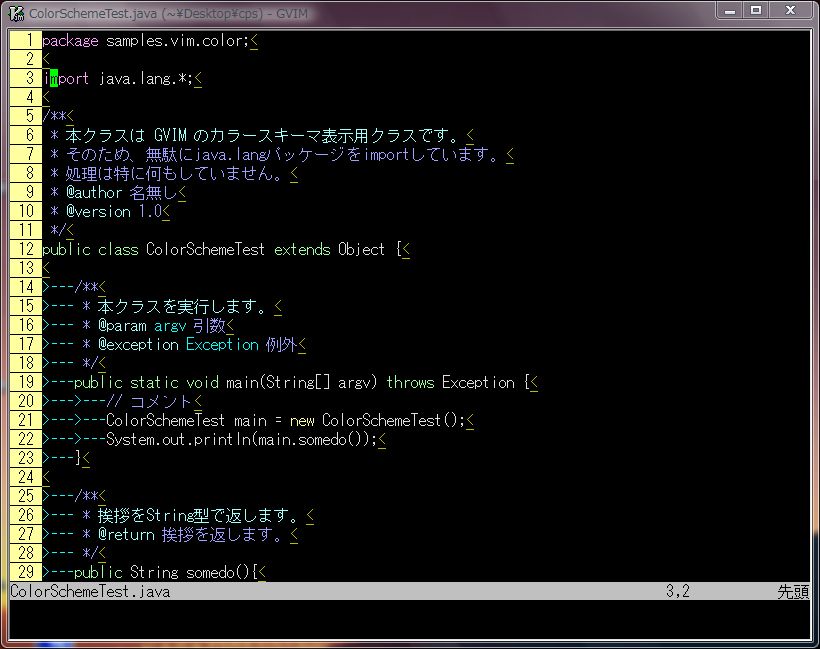 ColorSchemeTest.java (~¥Desktop¥cps) - GVIM
1 package samples.vim.color;<
2 <
3 import java.lang.*;<
4 <
5 /**<
6  * 本クラスは GVIM のカラースキーマ表示用クラスです。<
7  * そのため、無駄にjava.langパッケージをimportしています。<
8  * 処理は特に何もしていません。<
9  * @author 名無し<
10  * @version 1.0<
11  */<
12 public class ColorSchemeTest extends Object {<
13 <
14 >---/**<
15 >--- * 本クラスを実行します。<
16 >--- * @param argv 引数<
17 >--- * @exception Exception 例外<
18 >--- */<
19 >---public static void main(String[] argv) throws Exception {<
20 >--->---// コメント<
21 >--->---ColorSchemeTest main = new ColorSchemeTest();<
22 >--->---System.out.println(main.somedo());<
23 >---}<
24 <
25 >---/**<
26 >--- * 挨拶をString型で返します。<
27 >--- * @return 挨拶を返します。<
28 >--- */<
29 >---public String somedo(){<
ColorSchemeTest.java 3,2 先頭